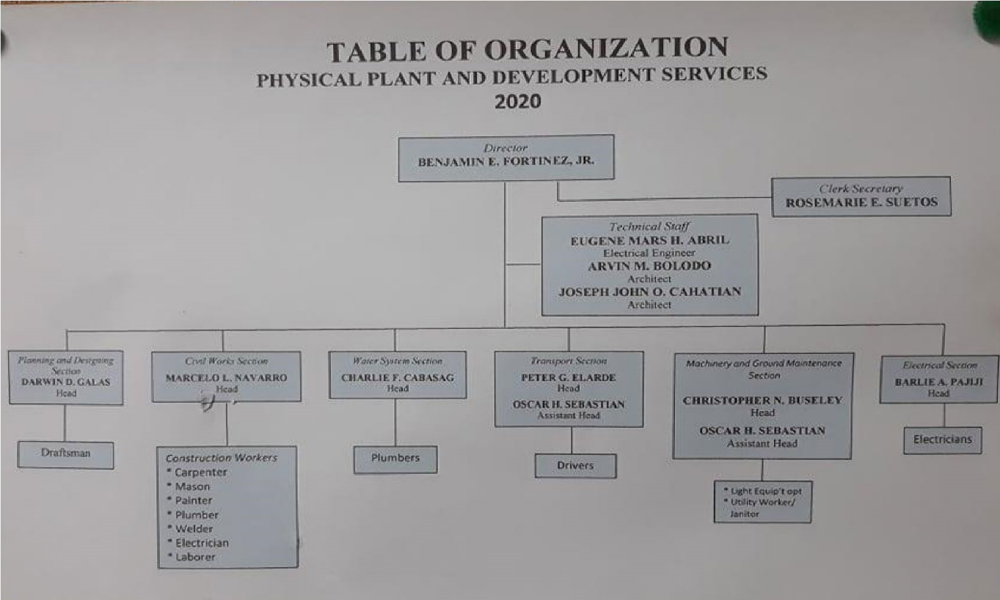 TABLE OF ORGANIZATION
PHYSICAL PLANT AND DEVELOPMENT SERVICES
2020
Director
BENJAMIN E. FORTINEZ, JR.
Clerk Secretary
ROSEMARIE E. SUETOS
Technical Staff
EUGENE MARS H. ABRIL
Electrical Engineer
ARVIN M. BOLODO
Architect
JOSEPH JOHN O. CAHATIAN
Architect
Planning and Designing
Section
DARWIN D. GALAS
Head
Draftsman
Civil Works Section
MARCELO L. NAVARRO
Head
Construction Workers
* Carpenter
* Mason
* Painter
* Plumber
* Welder
* Electrician
* Laborer
Water System Section
CHARLIE F. CABASAG
Head
Plumbers
Transport Section
PETER G. ELARDE
Head
OSCAR H. SEBASTIAN
Assistant Head
Drivers
Machinery and Ground Maintenance
Section
CHRISTOPHER N. BUSELEY
Head
OSCAR H. SEBASTIAN
Assistant Head
* Light Equip't opt
* Utility Worker/
Janitor
Electrical Section
BARLIE A. PAJIJI
Head
Electricians